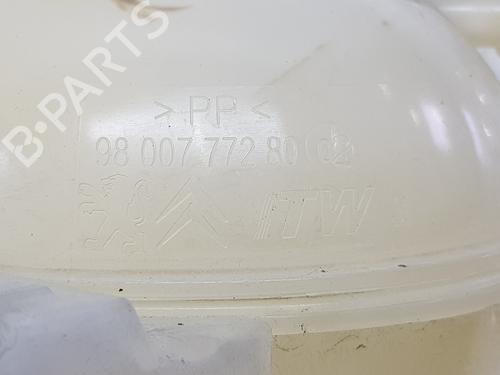 > PP <
98 007 772 80
ITW
B-PARTS